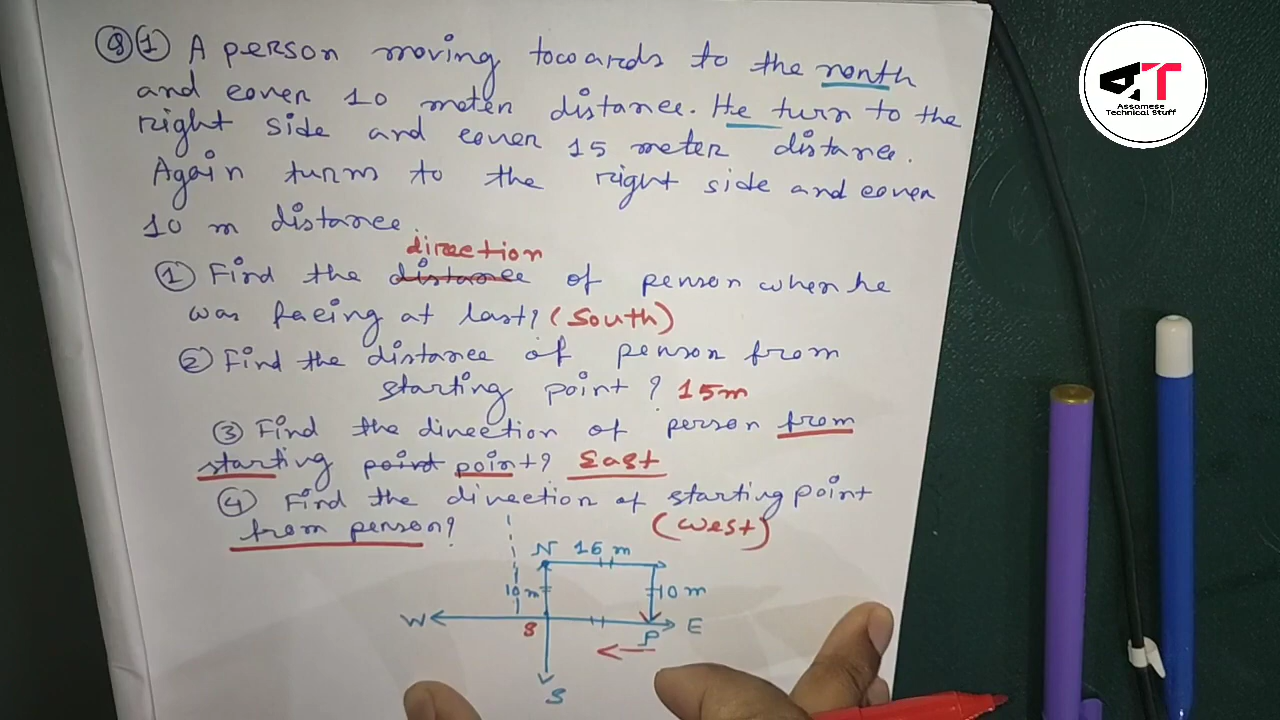 Q ① A person moving towards to the north
and cover 10 meter distance. He turn to the
right side and cover 15 meter distance.
Again turns to the right side and cover
10 m distance.
direction
① Find the distance of person when he
was facing at last? (South)
② Find the distance of person from
starting point ? 15m
③ Find the direction of person from
starting point point? East
④ Find the direction of starting point
from person? (west)
N 15 m
10 m 10 m
W S P E
S
AT
Assamese
Technical Stuff